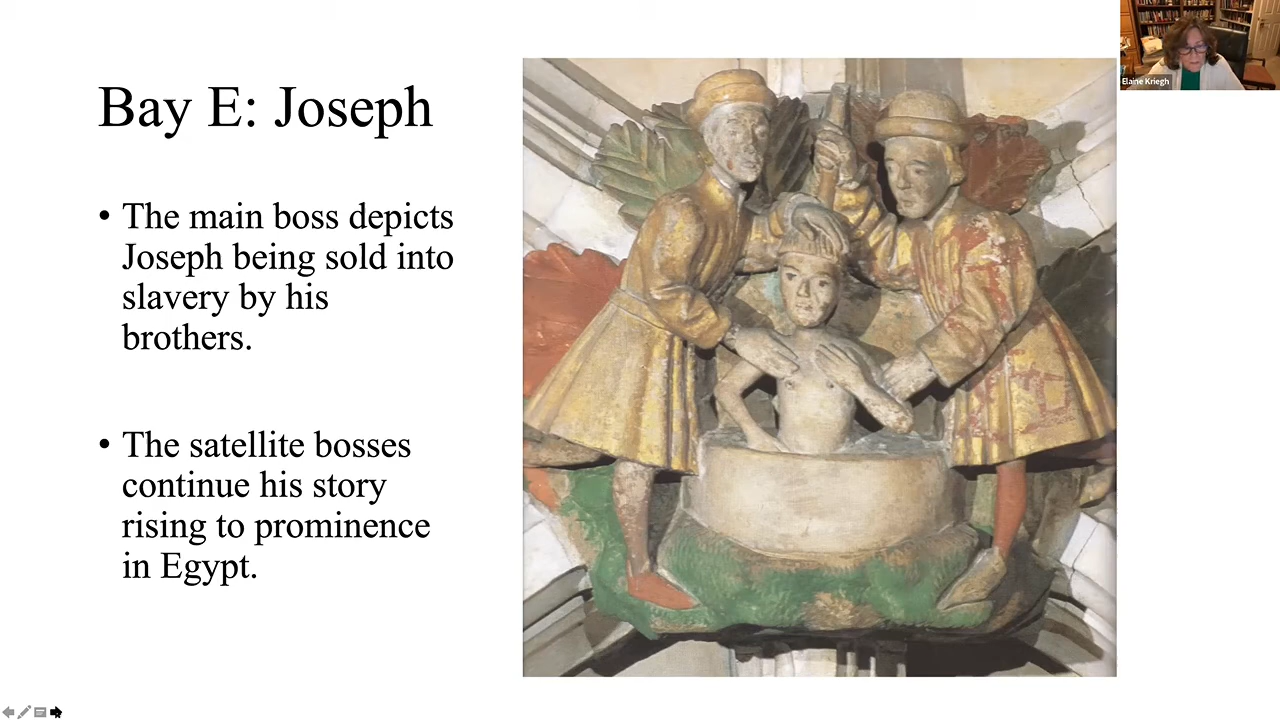 Bay E: Joseph
• The main boss depicts
Joseph being sold into
slavery by his
brothers.
• The satellite bosses
continue his story
rising to prominence
in Egypt.
Elaine Kriegh